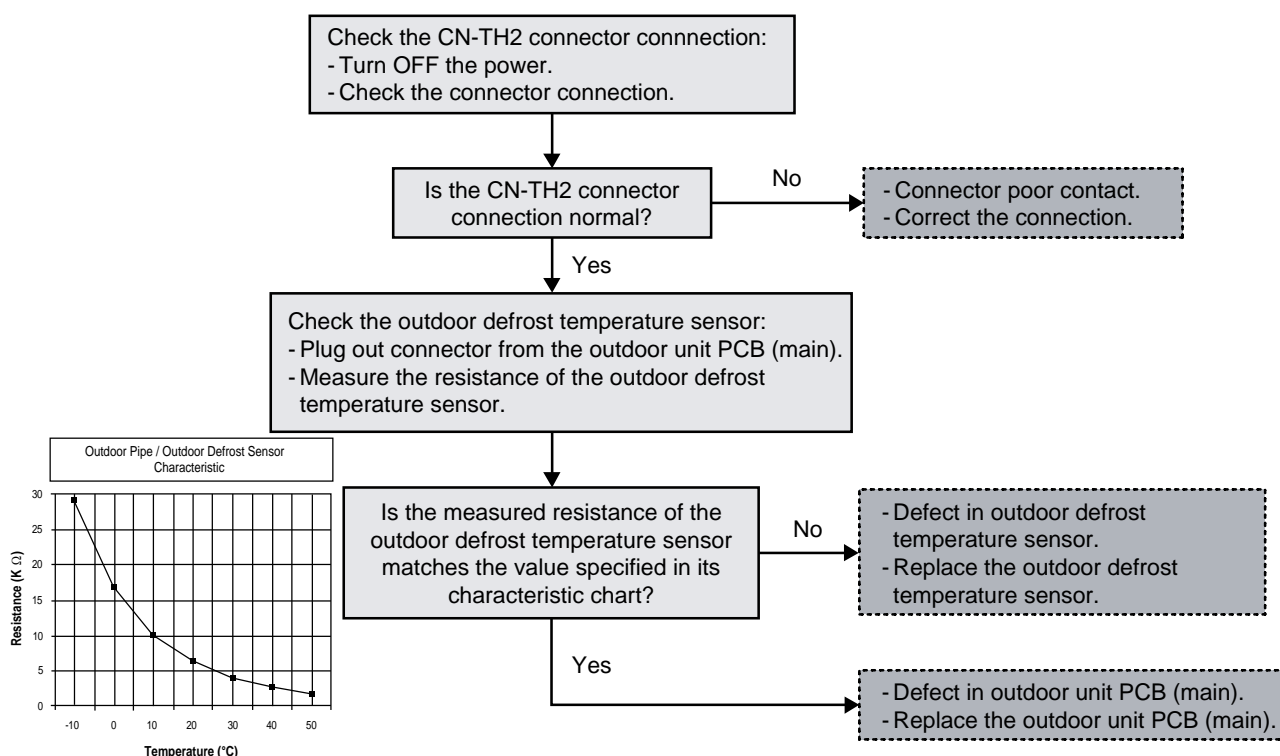 Check the CN-TH2 connector connnection:
- Turn OFF the power.
- Check the connector connection.
Is the CN-TH2 connector
connection normal?
No
- Connector poor contact.
- Correct the connection.
Yes
Check the outdoor defrost temperature sensor:
- Plug out connector from the outdoor unit PCB (main).
- Measure the resistance of the outdoor defrost
temperature sensor.
Outdoor Pipe / Outdoor Defrost Sensor
Characteristic
Resistance (K Ω)
30
25
20
15
10
5
0
-10 0 10 20 30 40 50
Temperature (°C)
Is the measured resistance of the
outdoor defrost temperature sensor
matches the value specified in its
characteristic chart?
No
- Defect in outdoor defrost
temperature sensor.
- Replace the outdoor defrost
temperature sensor.
Yes
- Defect in outdoor unit PCB (main).
- Replace the outdoor unit PCB (main).